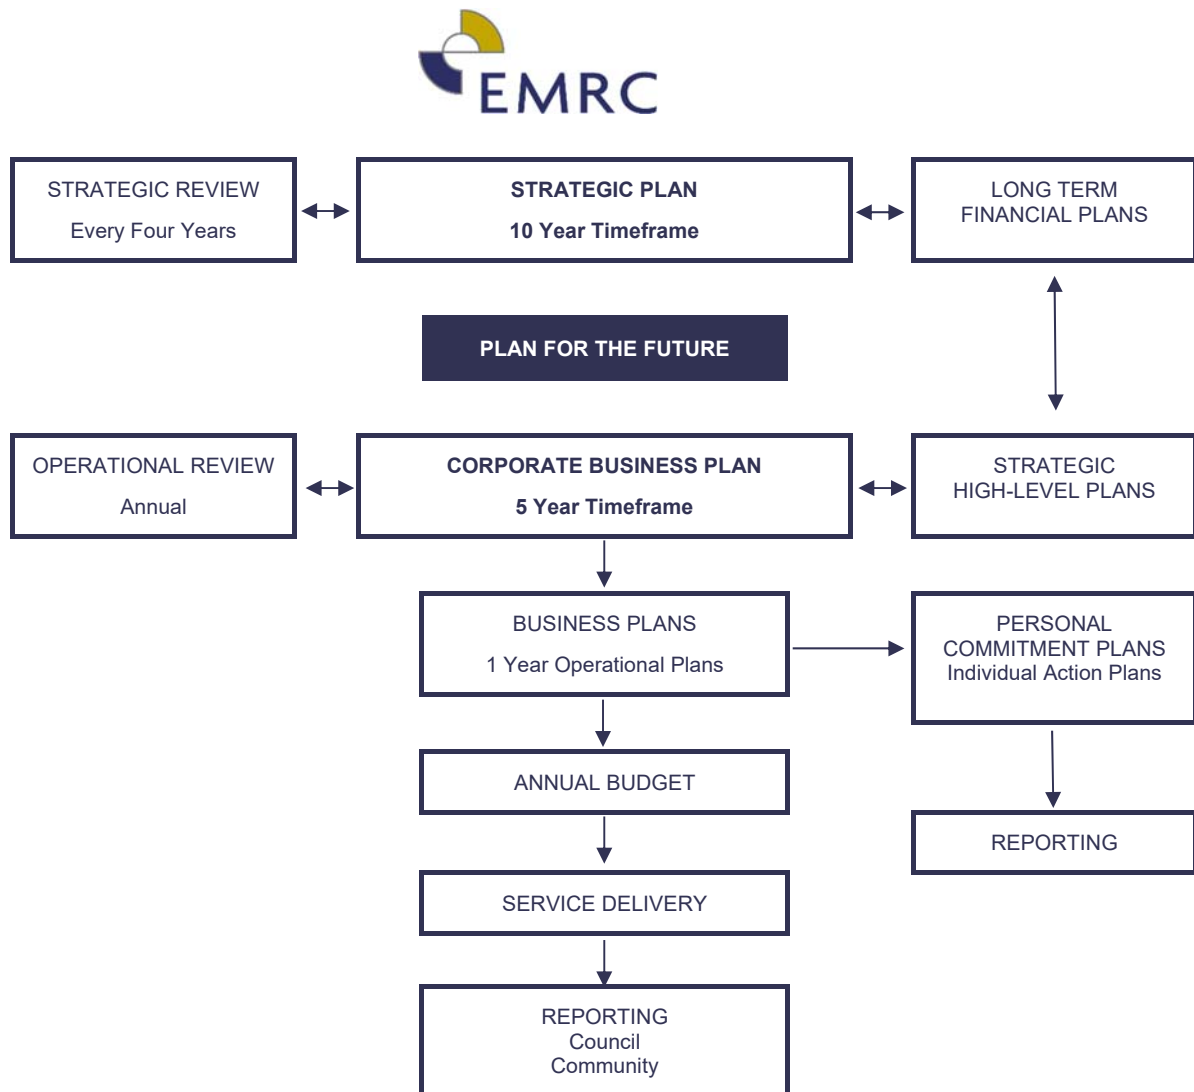 EMRC
STRATEGIC REVIEW
Every Four Years
STRATEGIC PLAN
10 Year Timeframe
LONG TERM
FINANCIAL PLANS
PLAN FOR THE FUTURE
OPERATIONAL REVIEW
Annual
CORPORATE BUSINESS PLAN
5 Year Timeframe
STRATEGIC
HIGH-LEVEL PLANS
BUSINESS PLANS
1 Year Operational Plans
PERSONAL
COMMITMENT PLANS
Individual Action Plans
ANNUAL BUDGET
REPORTING
SERVICE DELIVERY
REPORTING
Council
Community